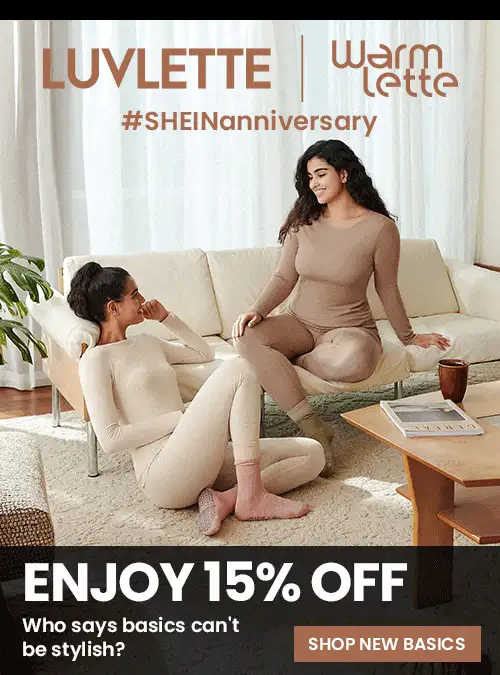 LUVLETTE
warm
lette
#SHEINanniversary
ENJOY 15% OFF
Who says basics can't
be stylish?
SHOP NEW BASICS